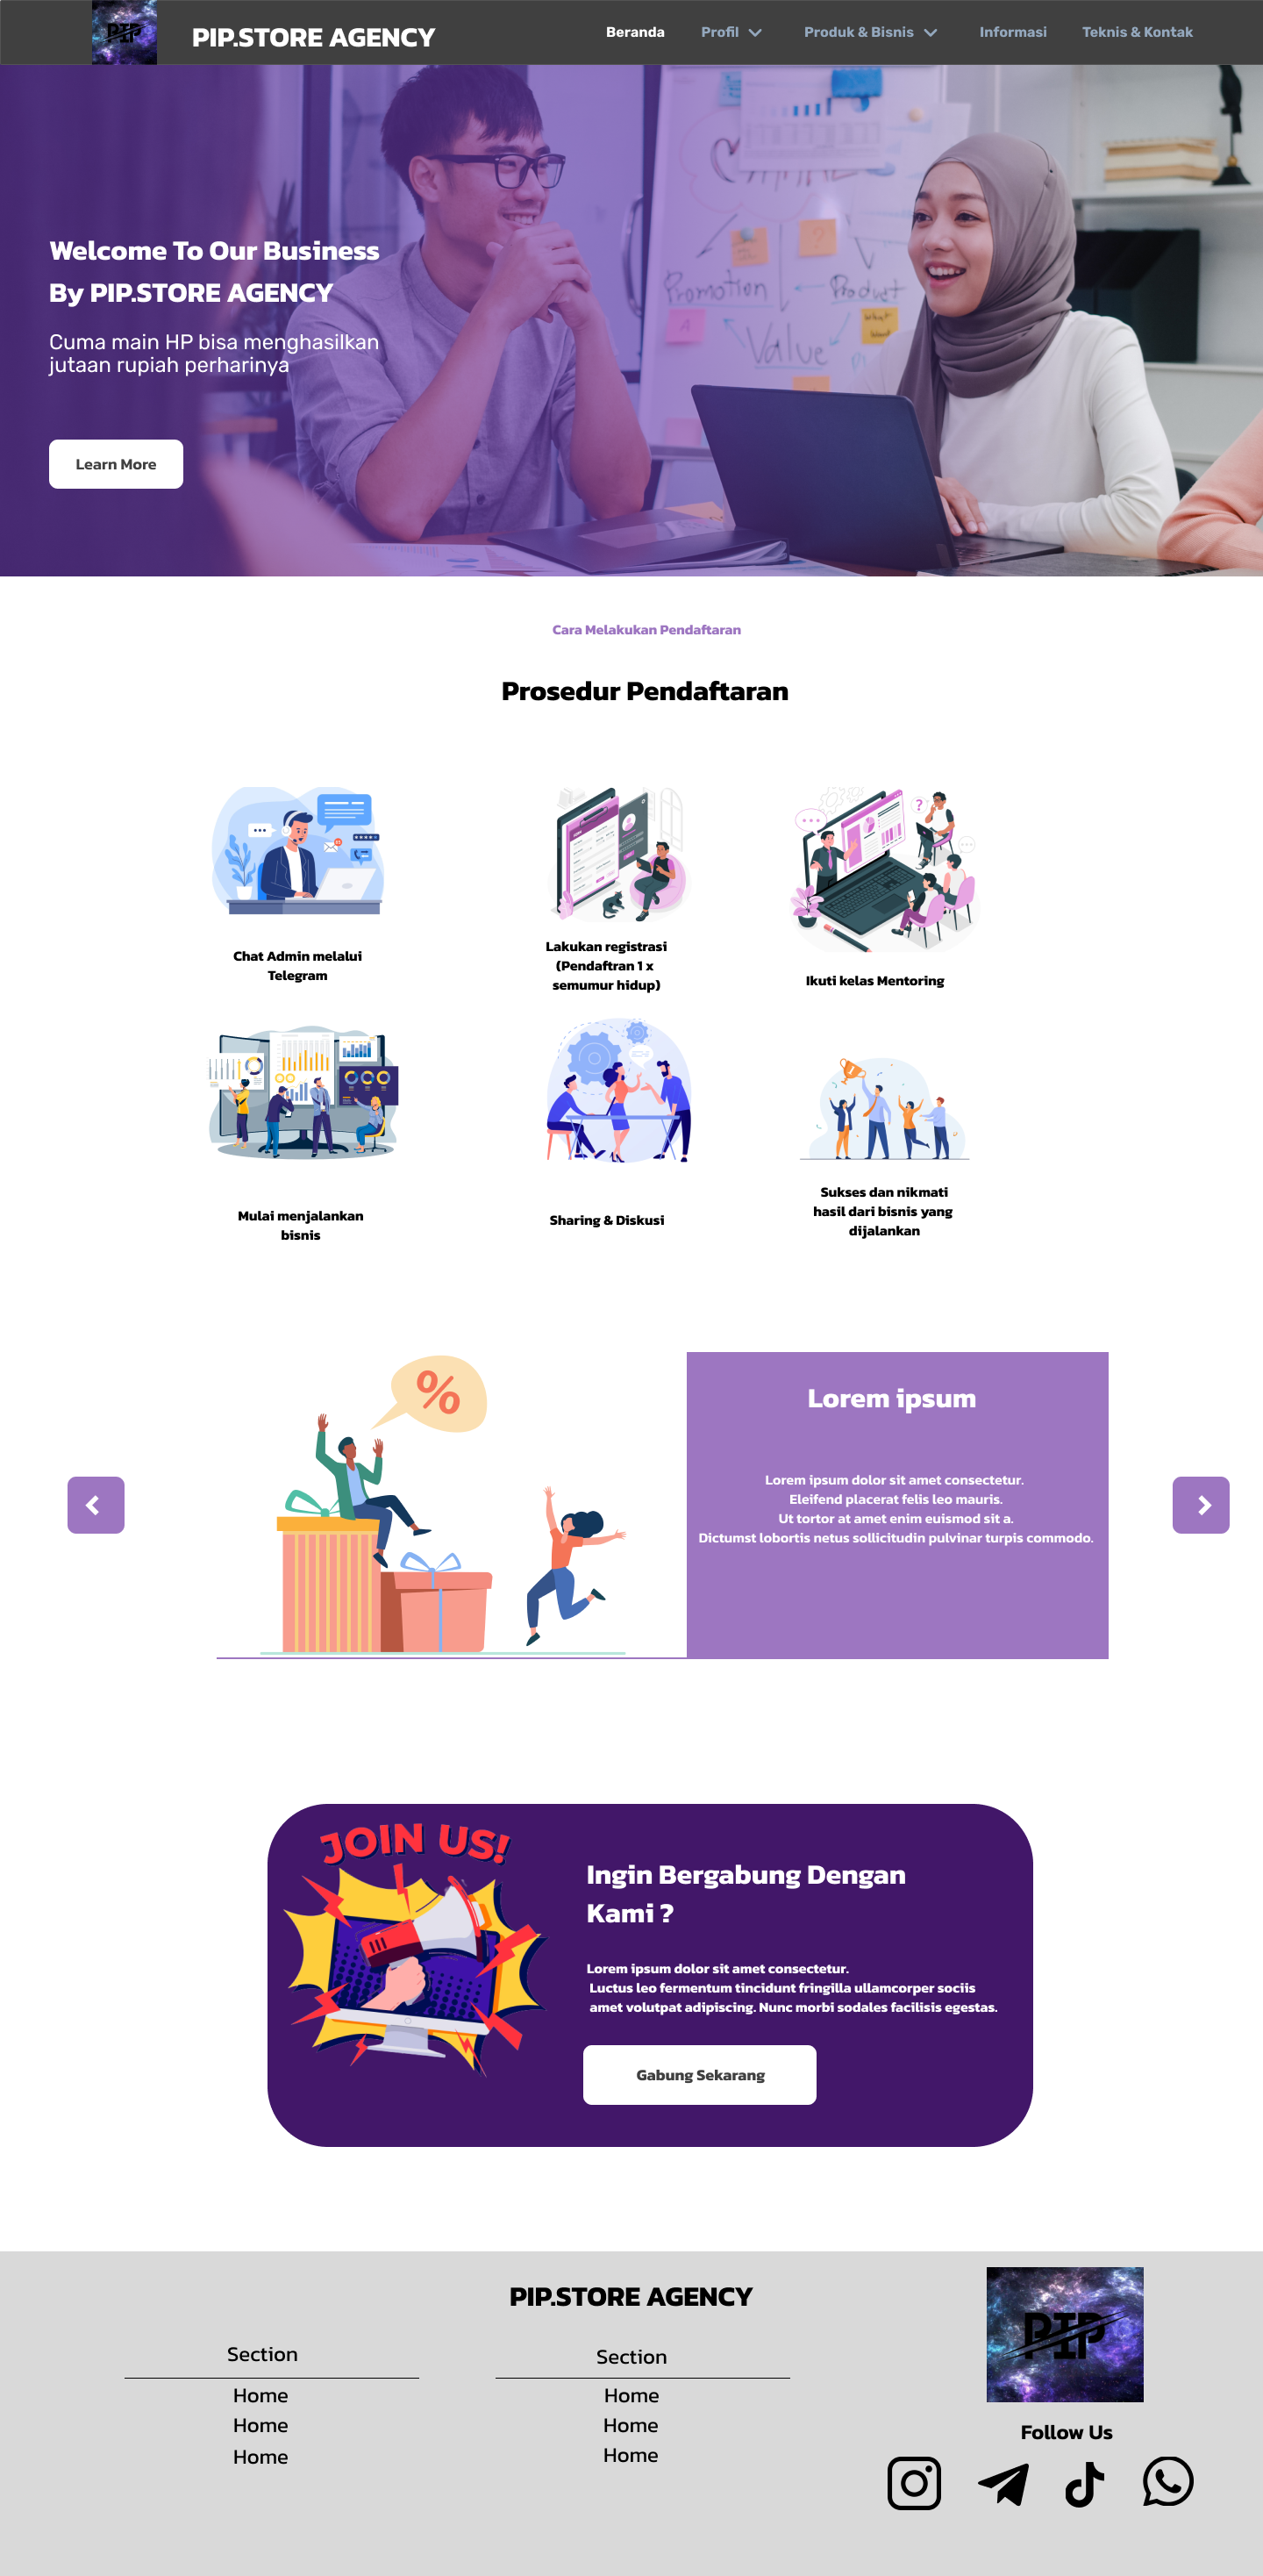 PIP
PIP.STORE AGENCY
Beranda
Profil
Produk & Bisnis
Informasi
Teknis & Kontak
Promotion
Product
Value
A
?
Welcome To Our Business
By PIP.STORE AGENCY
Cuma main HP bisa menghasilkan
jutaan rupiah perharinya
Learn More
Cara Melakukan Pendaftaran
Prosedur Pendaftaran
Chat Admin melalui
Telegram
Lakukan registrasi
(Pendaftran 1 x
semumur hidup)
?
Ikuti kelas Mentoring
Mulai menjalankan
bisnis
Sharing & Diskusi
Sukses dan nikmati
hasil dari bisnis yang
dijalankan
%
Lorem ipsum
Lorem ipsum dolor sit amet consectetur.
Eleifend placerat felis leo mauris.
Ut tortor at amet enim euismod sit a.
Dictumst lobortis netus sollicitudin pulvinar turpis commodo.
JOIN US!
Ingin Bergabung Dengan
Kami ?
Lorem ipsum dolor sit amet consectetur.
Luctus leo fermentum tincidunt fringilla ullamcorper sociis
amet volutpat adipiscing. Nunc morbi sodales facilisis egestas.
Gabung Sekarang
PIP.STORE AGENCY
Section
Home
Home
Home
Section
Home
Home
Home
PIP
Follow Us